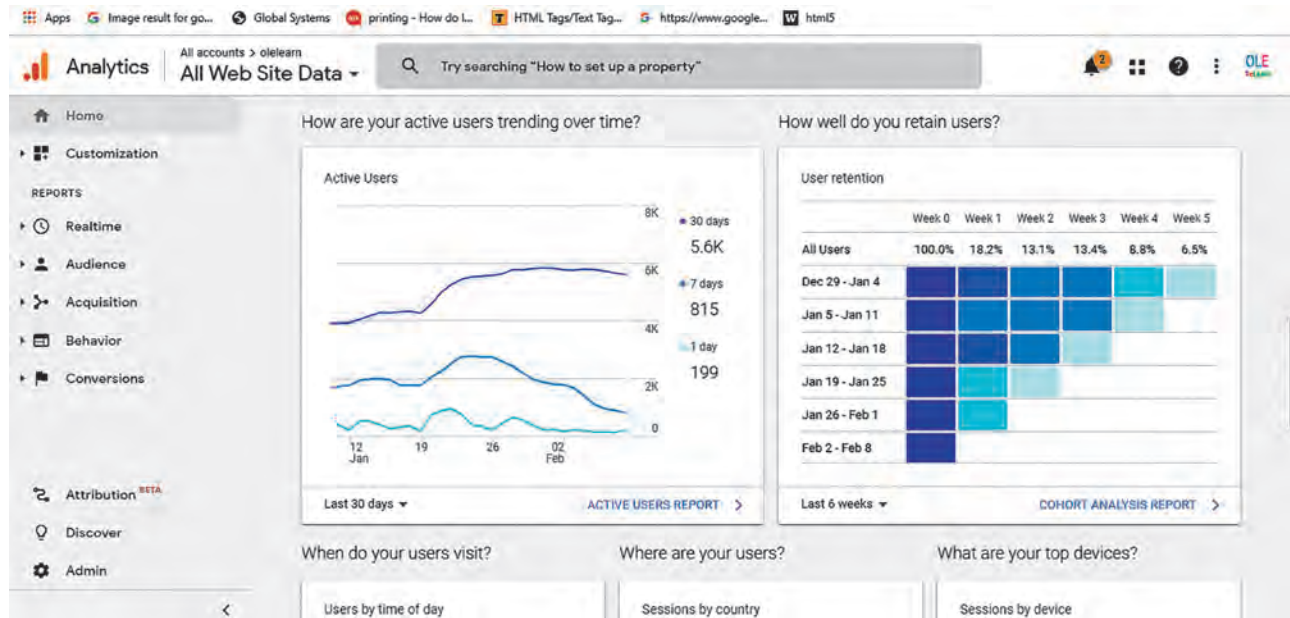 Apps Image result for go... Global Systems printing - How do I... HTML Tags/Text Tag... https://www.google... html5
Analytics
All accounts > olelearn
All Web Site Data
Try searching "How to set up a property"
2
OLE
Home
Customization
REPORTS
Realtime
Audience
Acquisition
Behavior
Conversions
Attribution BETA
Discover
Admin
How are your active users trending over time?
Active Users
8K
6K
4K
2K
0
12 Jan
19
26
02 Feb
30 days
5.6K
7 days
815
1 day
199
Last 30 days
ACTIVE USERS REPORT
How well do you retain users?
User retention
Week 0 Week 1 Week 2 Week 3 Week 4 Week 5
All Users 100.0% 18.2% 13.1% 13.4% 8.8% 6.5%
Dec 29 - Jan 4
Jan 5 - Jan 11
Jan 12 - Jan 18
Jan 19 - Jan 25
Jan 26 - Feb 1
Feb 2 - Feb 8
Last 6 weeks
COHORT ANALYSIS REPORT
When do your users visit?
Users by time of day
Where are your users?
Sessions by country
What are your top devices?
Sessions by device